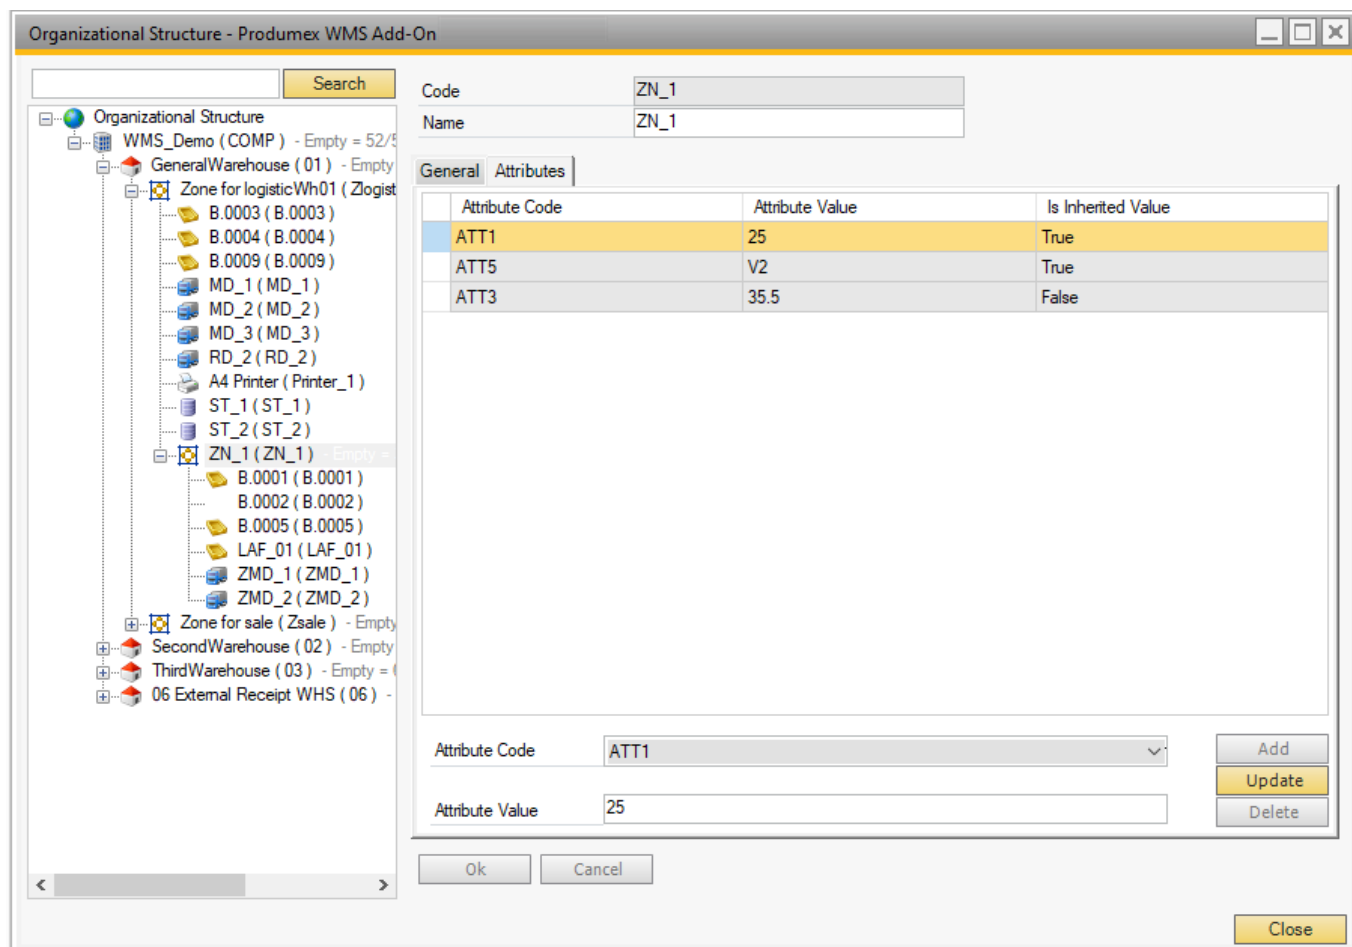 Organizational Structure - Produmex WMS Add-On
Search
Organizational Structure
WMS_Demo ( COMP ) - Empty = 52/5
GeneralWarehouse ( 01 ) - Empty
Zone for logisticWh01 ( Zlogist
B.0003 ( B.0003 )
B.0004 ( B.0004 )
B.0009 ( B.0009 )
MD_1 ( MD_1 )
MD_2 ( MD_2 )
MD_3 ( MD_3 )
RD_2 ( RD_2 )
A4 Printer ( Printer_1 )
ST_1 ( ST_1 )
ST_2 ( ST_2 )
ZN_1 ( ZN_1 ) - Empty =
B.0001 ( B.0001 )
B.0002 ( B.0002 )
B.0005 ( B.0005 )
LAF_01 ( LAF_01 )
ZMD_1 ( ZMD_1 )
ZMD_2 ( ZMD_2 )
Zone for sale ( Zsale ) - Empty
SecondWarehouse ( 02 ) - Empty
ThirdWarehouse ( 03 ) - Empty =
06 External Receipt WHS ( 06 ) -
Code ZN_1
Name ZN_1
General Attributes
Attribute Code Attribute Value Is Inherited Value
ATT1 25 True
ATT5 V2 True
ATT3 35.5 False
Attribute Code ATT1 Add
Update
Attribute Value 25 Delete
Ok Cancel
Close